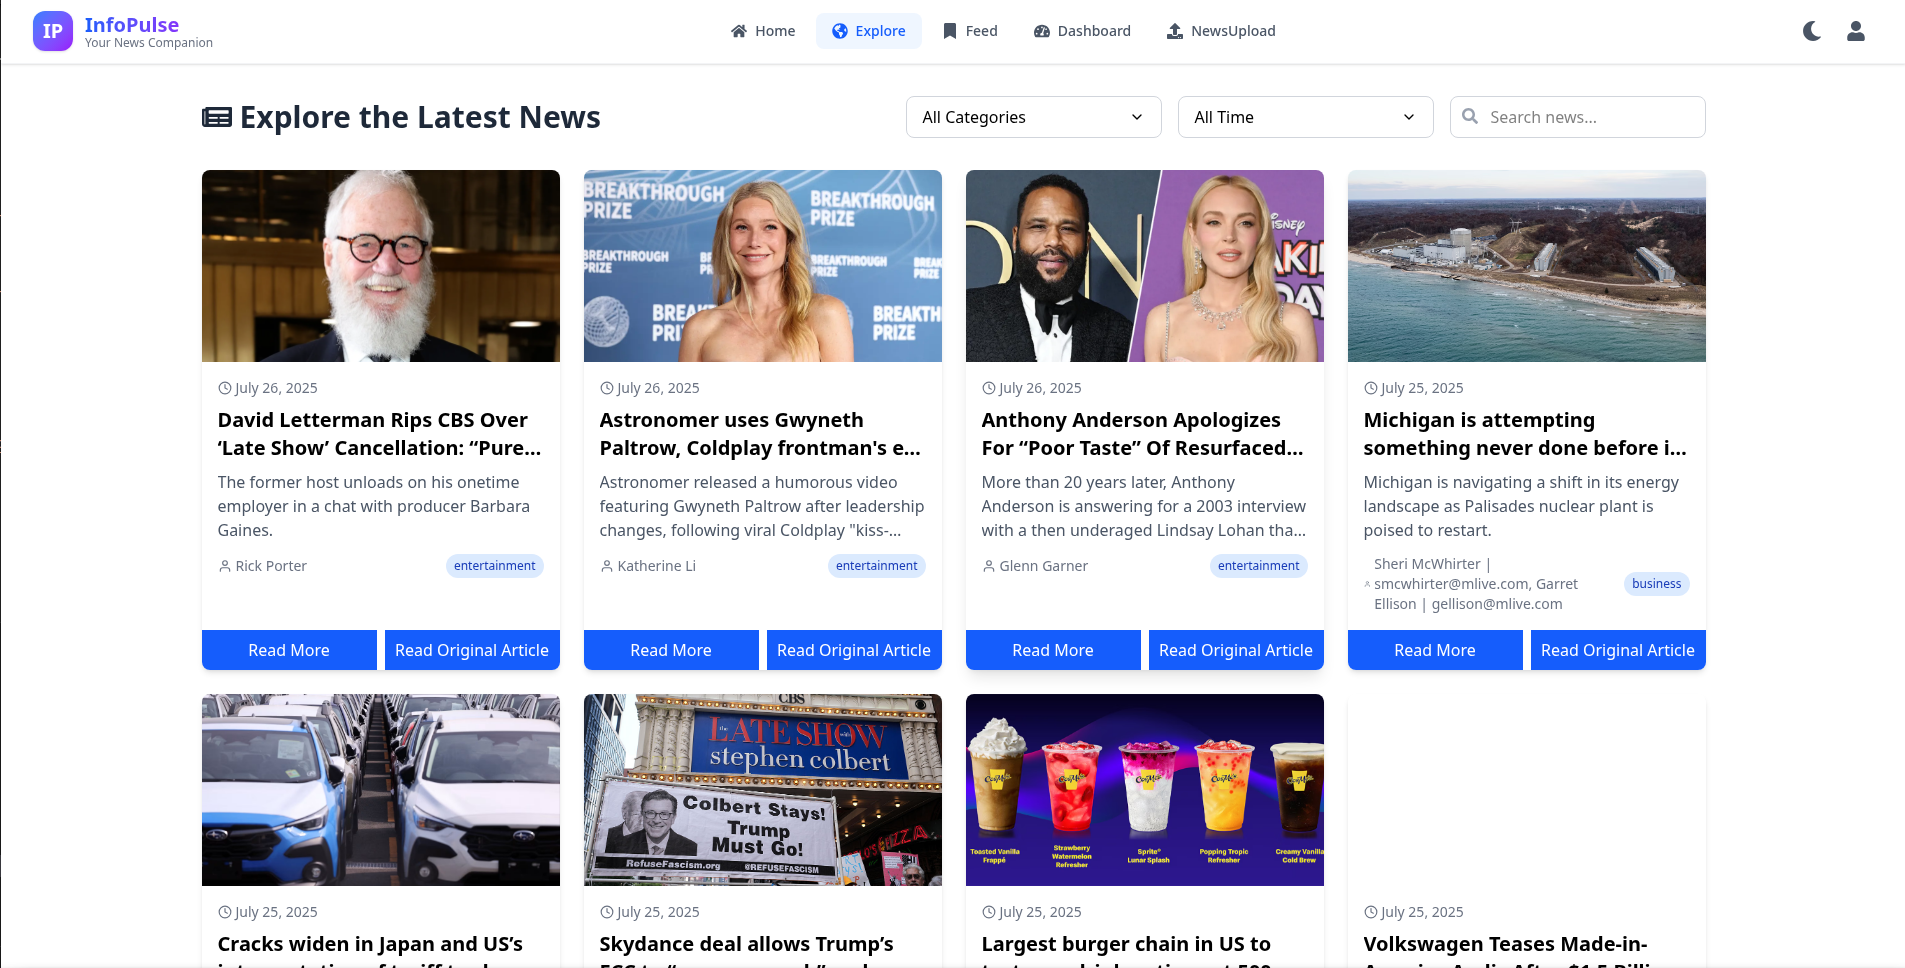 IP
InfoPulse
Your News Companion
Home
Explore
Feed
Dashboard
NewsUpload
Explore the Latest News
All Categories
All Time
Search news...
BREAKTHROUGH
PRIZE
BREAKTHROUGH
PRIZE
BREAKTHROUGH
PRIZE
BREAKTHROUGH
PRIZE
July 26, 2025
David Letterman Rips CBS Over
‘Late Show’ Cancellation: “Pure...
The former host unloads on his onetime
employer in a chat with producer Barbara
Gaines.
Rick Porter
entertainment
Read More
Read Original Article
July 26, 2025
Astronomer uses Gwyneth
Paltrow, Coldplay frontman's e...
Astronomer released a humorous video
featuring Gwyneth Paltrow after leadership
changes, following viral Coldplay "kiss-...
Katherine Li
entertainment
Read More
Read Original Article
July 26, 2025
Anthony Anderson Apologizes
For “Poor Taste” Of Resurfaced...
More than 20 years later, Anthony
Anderson is answering for a 2003 interview
with a then underaged Lindsay Lohan tha...
Glenn Garner
entertainment
Read More
Read Original Article
July 25, 2025
Michigan is attempting
something never done before i...
Michigan is navigating a shift in its energy
landscape as Palisades nuclear plant is
poised to restart.
Sheri McWhirter |
smcwhirter@mlive.com, Garret
Ellison | gellison@mlive.com
business
Read More
Read Original Article
CBS
the LATE SHOW with
stephen colbert
Colbert Stays!
Trump
Must Go!
RefuseFascism.org @REFUSEFASCISM
Toasted Vanilla
Frappé
Strawberry
Watermelon
Refresher
Sprite®
Lunar Splash
Popping Tropic
Refresher
Creamy Vanilla
Cold Brew
July 25, 2025
Cracks widen in Japan and US’s
July 25, 2025
Skydance deal allows Trump’s
July 25, 2025
Largest burger chain in US to
July 25, 2025
Volkswagen Teases Made-in-